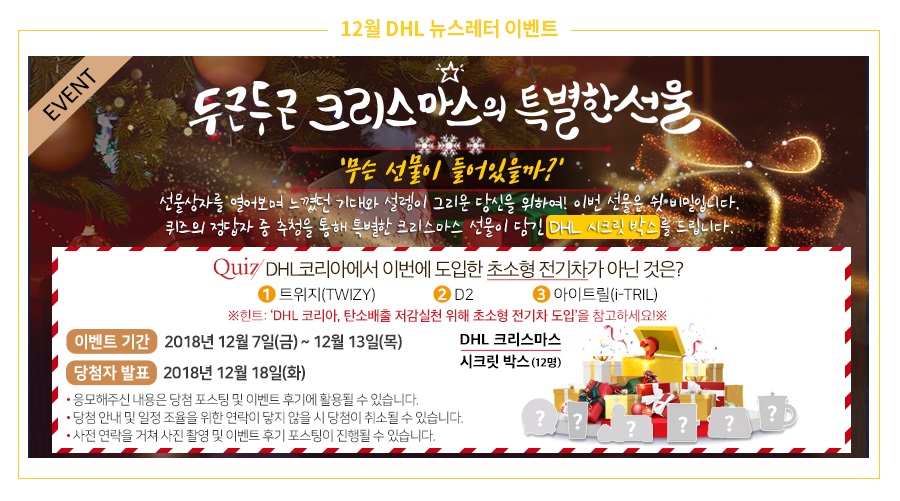 12월 DHL 뉴스레터 이벤트
EVENT
두근두근 크리스마스의 특별한 선물
'무슨 선물이 들어있을까?'
선물상자를 열어보며 느꼈던 기대와 설렘이 그리운 당신을 위하여! 이번 선물은 쉿·비밀입니다.
퀴즈의 정답자 중 추첨을 통해 특별한 크리스마스 선물이 담긴 DHL 시크릿 박스를 드립니다.
Quiz/ DHL코리아에서 이번에 도입한 초소형 전기차가 아닌 것은?
1 트위지(TWIZY) 2 D2 3 아이트릴(i-TRIL)
※힌트: 'DHL 코리아, 탄소배출 저감실천 위해 초소형 전기차 도입'을 참고하세요!※
이벤트 기간 2018년 12월 7일(금) ~ 12월 13일(목)
당첨자 발표 2018년 12월 18일(화)
DHL 크리스마스
시크릿 박스 (12명)
• 응모해주신 내용은 당첨 포스팅 및 이벤트 후기에 활용될 수 있습니다.
• 당첨 안내 및 일정 조율을 위한 연락이 닿지 않을 시 당첨이 취소될 수 있습니다.
• 사전 연락을 거쳐 사진 촬영 및 이벤트 후기 포스팅이 진행될 수 있습니다.
? ? ? ? ? ?